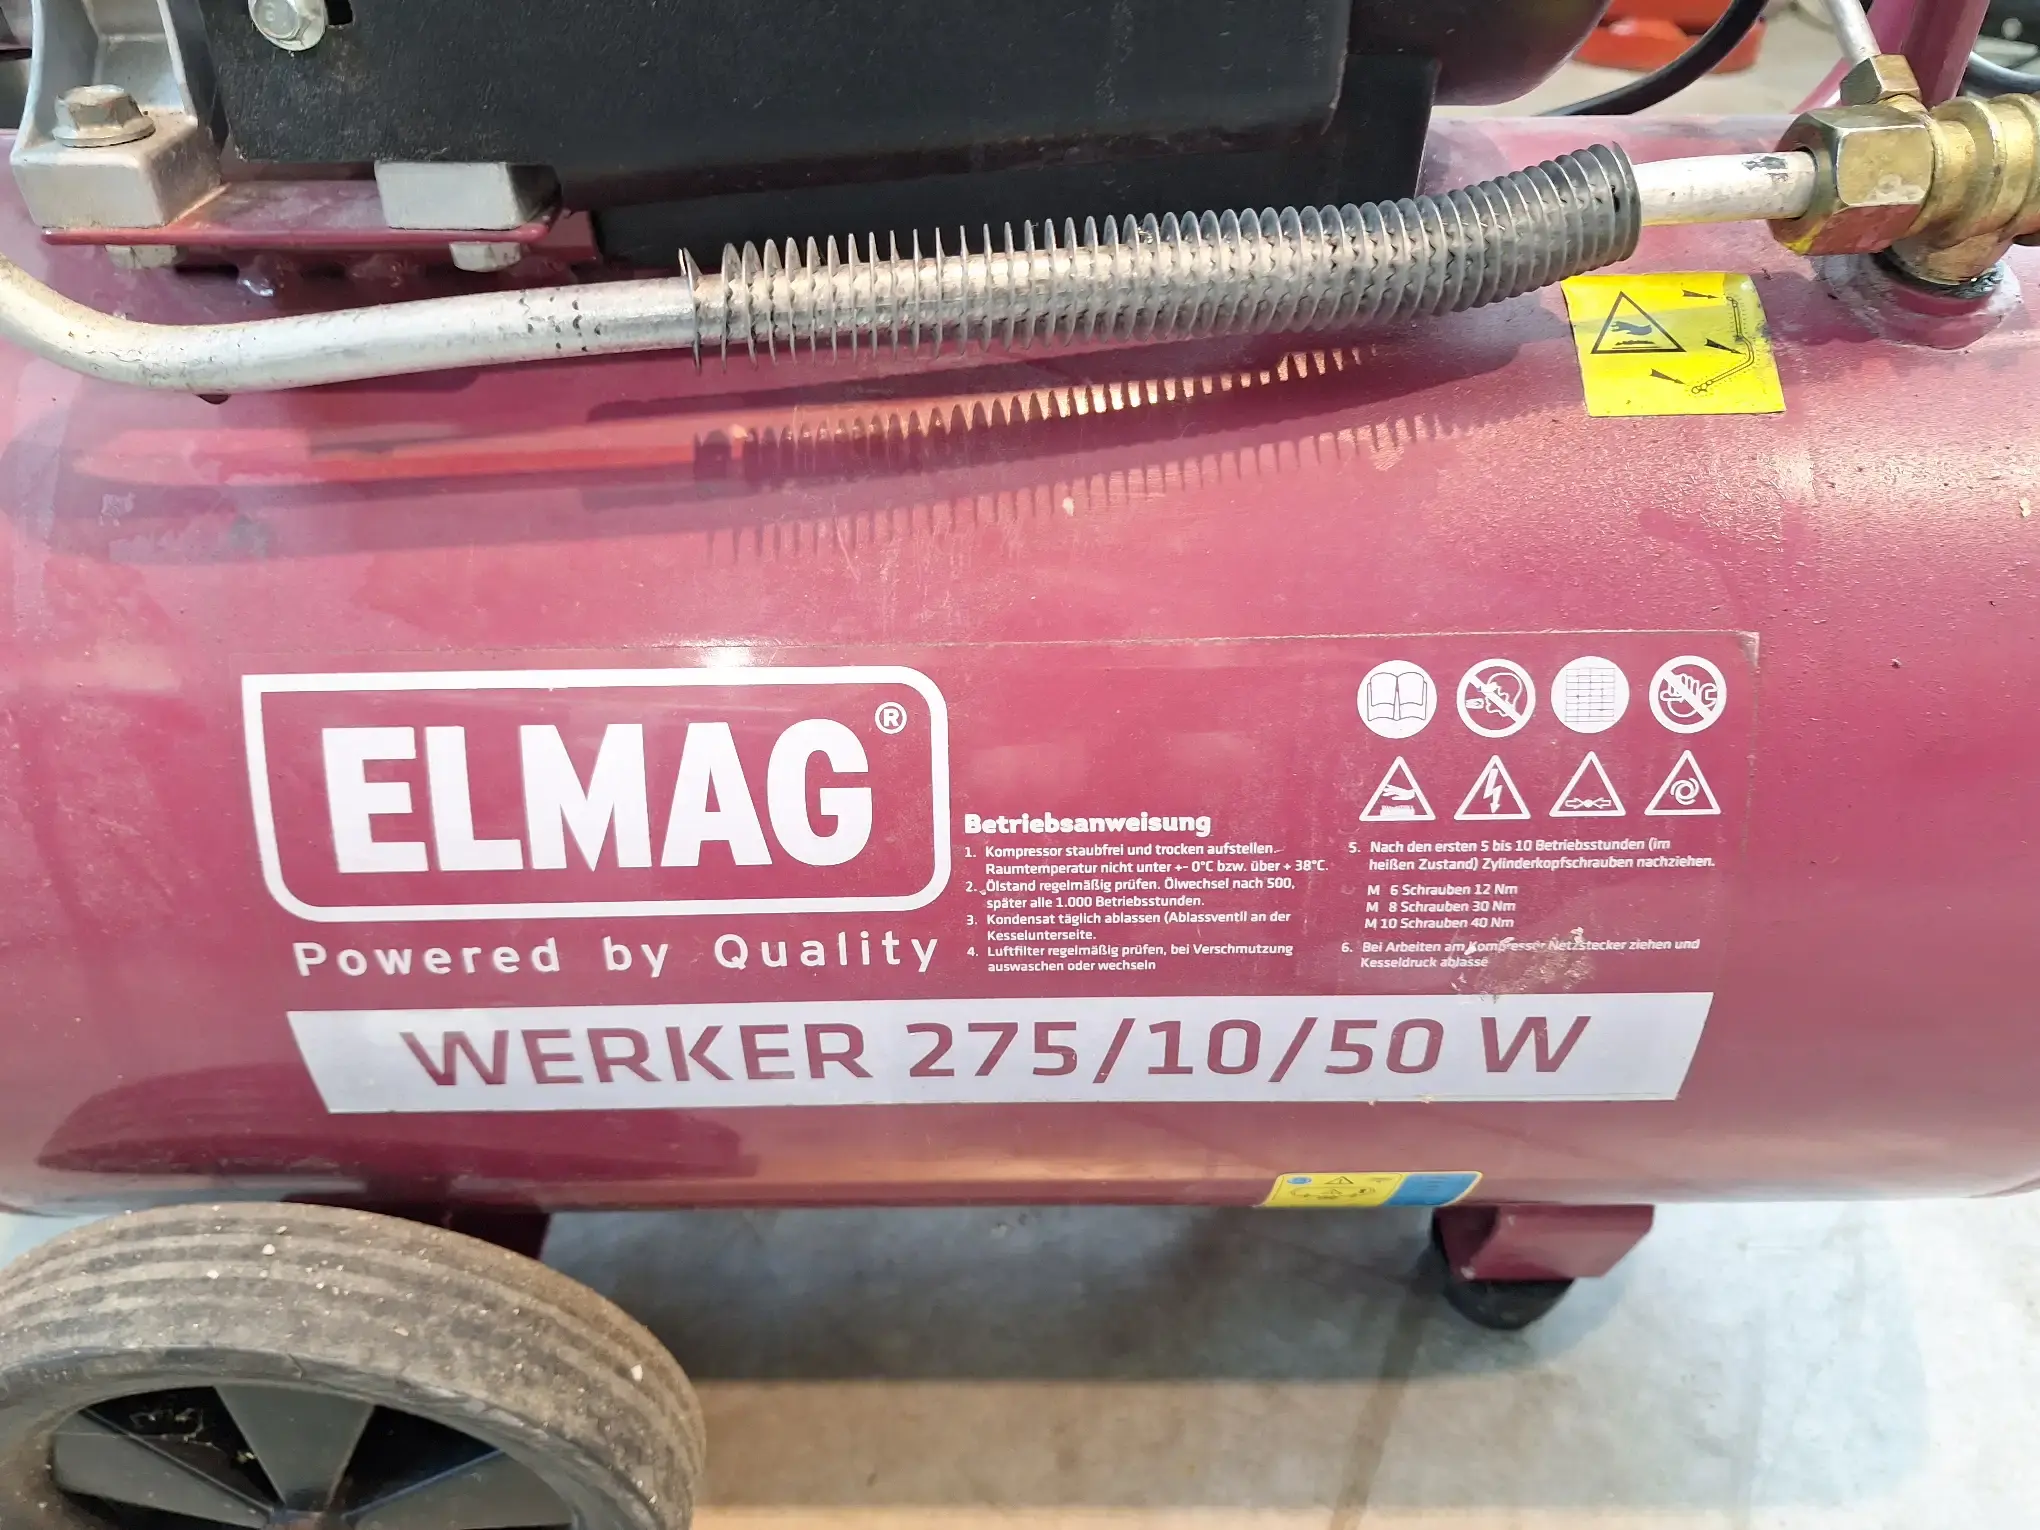 ELMAG®
Powered by Quality
Betriebsanweisung
1. Kompressor staubfrei und trocken aufstellen.
Raumtemperatur nicht unter +- 0°C bzw. über + 38°C.
2. Ölstand regelmäßig prüfen. Ölwechsel nach 500,
später alle 1.000 Betriebsstunden.
3. Kondensat täglich ablassen (Ablassventil an der
Kesselunterseite.
4. Luftfilter regelmäßig prüfen, bei Verschmutzung
auswaschen oder wechseln
5. Nach den ersten 5 bis 10 Betriebsstunden (im
heißen Zustand) Zylinderkopfschrauben nachziehen.
M 6 Schrauben 12 Nm
M 8 Schrauben 30 Nm
M 10 Schrauben 40 Nm
6. Bei Arbeiten am Kompressor Netzstecker ziehen und
Kesseldruck ablasse
WERKER 275/10/50 W